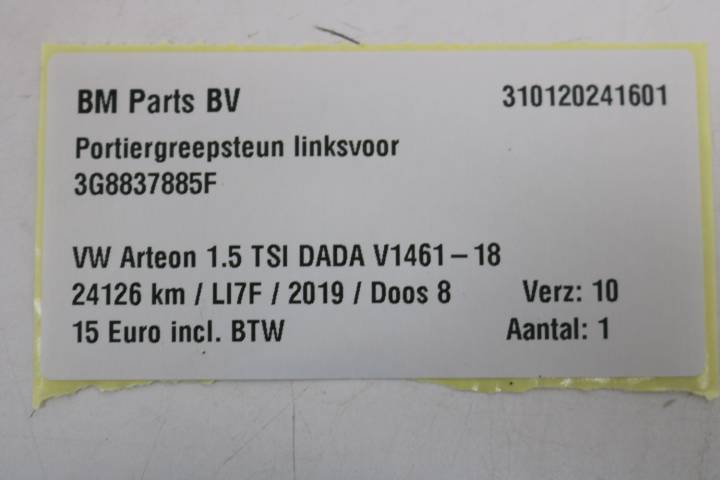 BM Parts BV 310120241601
Portiergreepsteun linksvoor
3G8837885F
VW Arteon 1.5 TSI DADA V1461-18
24126 km / LI7F / 2019 / Doos 8 Verz: 10
15 Euro incl. BTW Aantal: 1